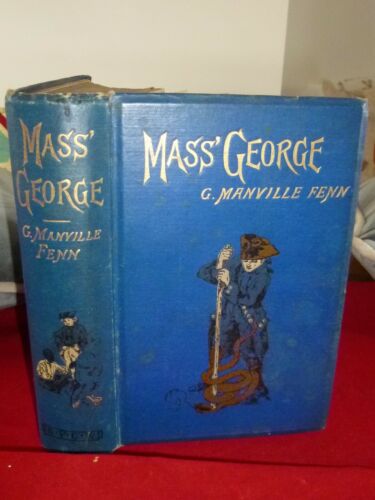 MASS'
GEORGE
G. MANVILLE
FENN
MASS' GEORGE
G. MANVILLE FENN